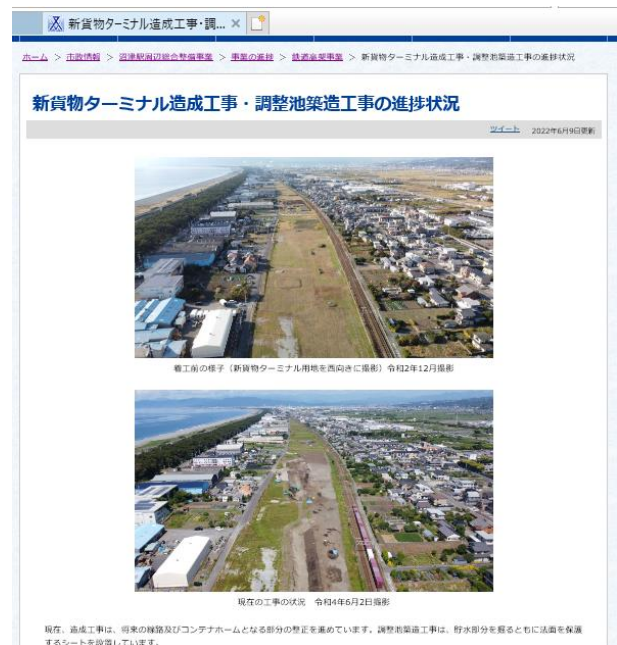 新貨物ターミナル造成工事・調...
ホーム > 市政情報 > 沼津駅周辺総合整備事業 > 事業の進捗 > 鉄道高架事業 > 新貨物ターミナル造成工事・調整池築造工事の進捗状況
新貨物ターミナル造成工事・調整池築造工事の進捗状況
ツイート 2022年6月9日更新
着工前の様子（新貨物ターミナル用地を西向きに撮影）令和2年12月撮影
現在の工事の状況　令和4年6月2日撮影
現在、造成工事は、将来の線路及びコンテナホームとなる部分の整正を進めています。調整池築造工事は、貯水部分を掘るともに法面を保護
するシートを設置しています。